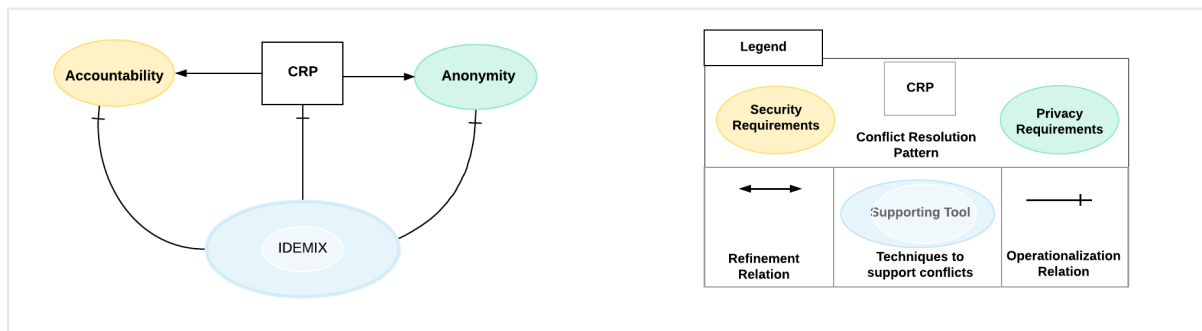 Accountability
CRP
Anonymity
IDEMIX
Legend
Security
Requirements
CRP
Conflict Resolution
Pattern
Privacy
Requirements
Refinement
Relation
Supporting Tool
Techniques to
support conflicts
Operationalization
Relation